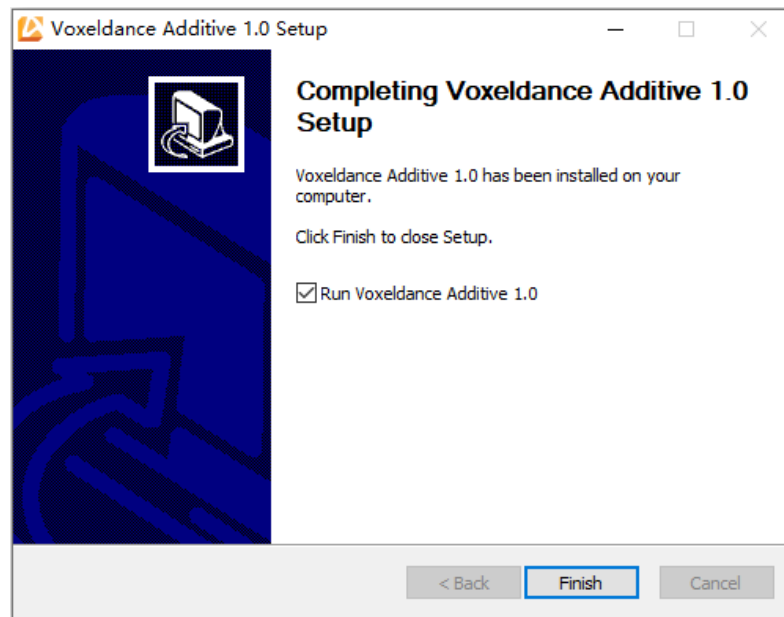 Voxeldance Additive 1.0 Setup
Completing Voxeldance Additive 1.0
Setup
Voxeldance Additive 1.0 has been installed on your
computer.
Click Finish to close Setup.
Run Voxeldance Additive 1.0
< Back Finish Cancel